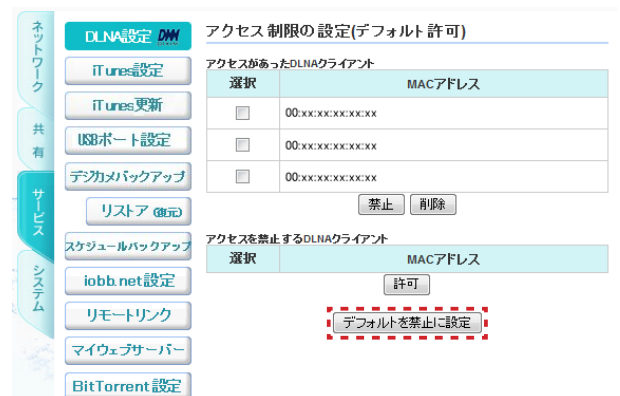 ネットワーク
共有
サービス
システム
DLNA設定 DMM
iTunes設定
iTunes更新
USBポート設定
デジカメバックアップ
リストア(復元)
スケジュールバックアップ
iobb.net設定
リモートリンク
マイウェブサーバー
BitTorrent設定
アクセス制限の設定(デフォルト許可)
アクセスがあったDLNAクライアント
選択 MACアドレス
00:xx:xx:xx:xx:xx
00:xx:xx:xx:xx:xx
00:xx:xx:xx:xx:xx
禁止 削除
アクセスを禁止するDLNAクライアント
選択 MACアドレス
許可
デフォルトを禁止に設定